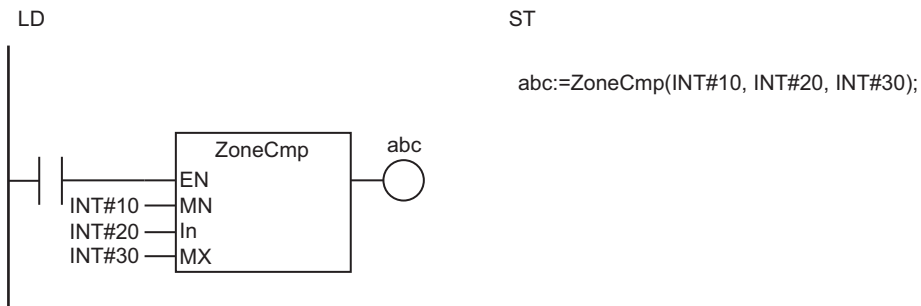 LD
ST
abc:=ZoneCmp(INT#10, INT#20, INT#30);
ZoneCmp
abc
EN
INT#10 MN
INT#20 In
INT#30 MX